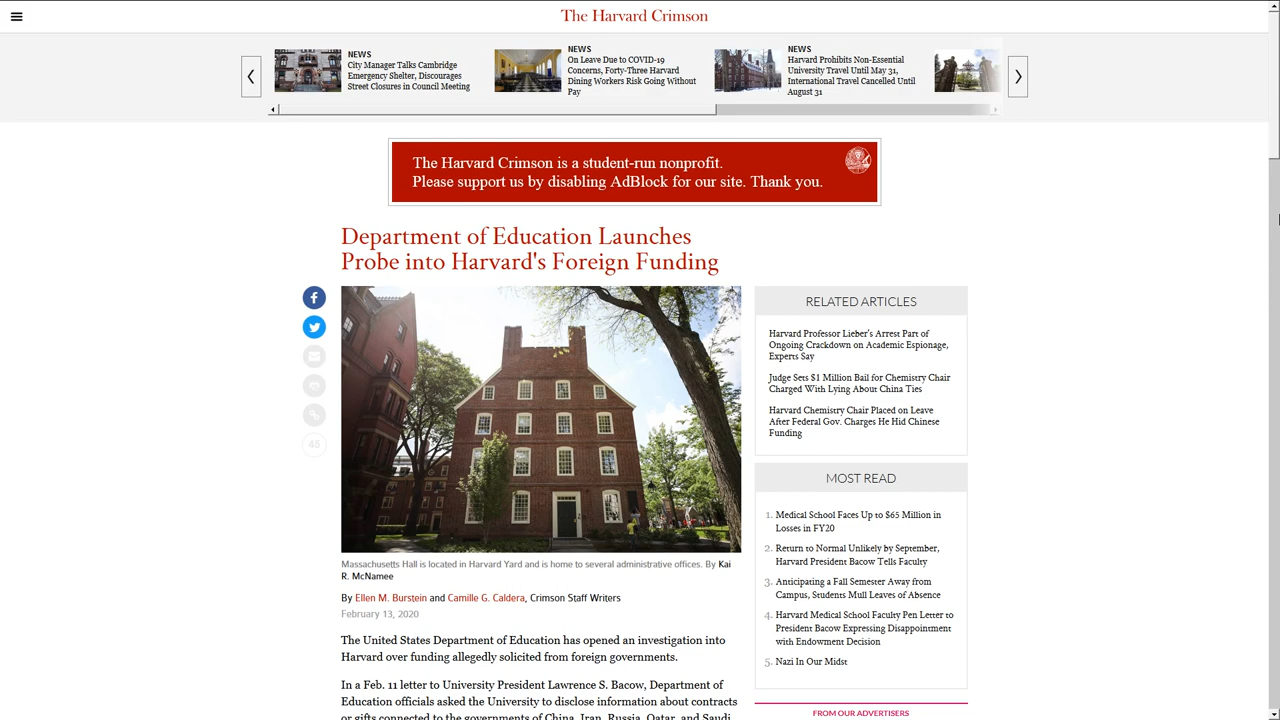 The Harvard Crimson
NEWS
City Manager Talks Cambridge
Emergency Shelter, Discourages
Street Closures in Council Meeting
NEWS
On Leave Due to COVID-19
Concerns, Forty-Three Harvard
Dining Workers Risk Going Without
Pay
NEWS
Harvard Prohibits Non-Essential
University Travel Until May 31,
International Travel Cancelled Until
August 31
The Harvard Crimson is a student-run nonprofit.
Please support us by disabling AdBlock for our site. Thank you.
Department of Education Launches
Probe into Harvard's Foreign Funding
45
Massachusetts Hall is located in Harvard Yard and is home to several administrative offices. By Kai
R. McNamee
By Ellen M. Burstein and Camille G. Caldera, Crimson Staff Writers
February 13, 2020
The United States Department of Education has opened an investigation into
Harvard over funding allegedly solicited from foreign governments.
In a Feb. 11 letter to University President Lawrence S. Bacow, Department of
Education officials asked the University to disclose information about contracts
or gifts connected to the governments of China, Iran, Russia, Qatar, and Saudi
RELATED ARTICLES
Harvard Professor Lieber's Arrest Part of
Ongoing Crackdown on Academic Espionage,
Experts Say
Judge Sets $1 Million Bail for Chemistry Chair
Charged With Lying About China Ties
Harvard Chemistry Chair Placed on Leave
After Federal Gov. Charges He Hid Chinese
Funding
MOST READ
1. Medical School Faces Up to $65 Million in
Losses in FY20
2. Return to Normal Unlikely by September,
Harvard President Bacow Tells Faculty
3. Anticipating a Fall Semester Away from
Campus, Students Mull Leaves of Absence
4. Harvard Medical School Faculty Pen Letter to
President Bacow Expressing Disappointment
with Endowment Decision
5. Nazi In Our Midst
FROM OUR ADVERTISERS